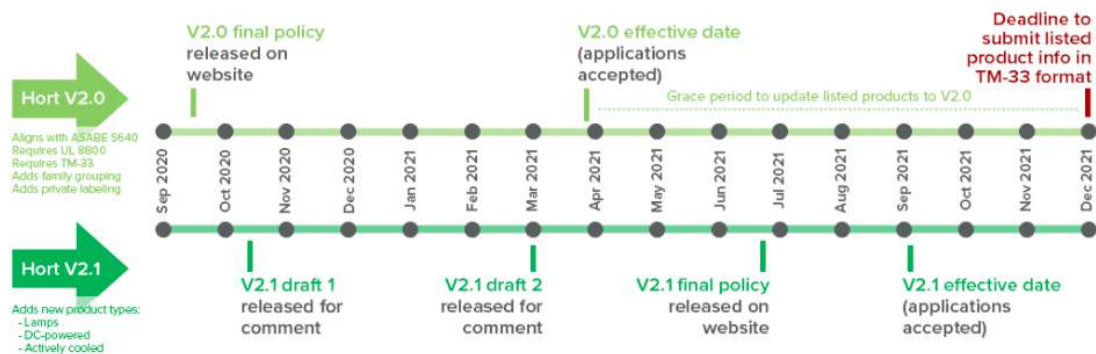 V2.0 final policy
released on
website
V2.0 effective date
(applications
accepted)
Deadline to
submit listed
product info in
TM-33 format
Grace period to update listed products to V2.0
Hort V2.0
Aligns with ASABE S640
Requires UL 8800
Requires TM-33
Adds family grouping
Adds private labeling
Sep 2020
Oct 2020
Nov 2020
Dec 2020
Jan 2021
Feb 2021
Mar 2021
Apr 2021
May 2021
Jun 2021
Jul 2021
Aug 2021
Sep 2021
Oct 2021
Nov 2021
Dec 2021
Hort V2.1
Adds new product types:
- Lamps
- DC-powered
- Actively cooled
V2.1 draft 1
released for
comment
V2.1 draft 2
released for
comment
V2.1 final policy
released on
website
V2.1 effective date
(applications
accepted)